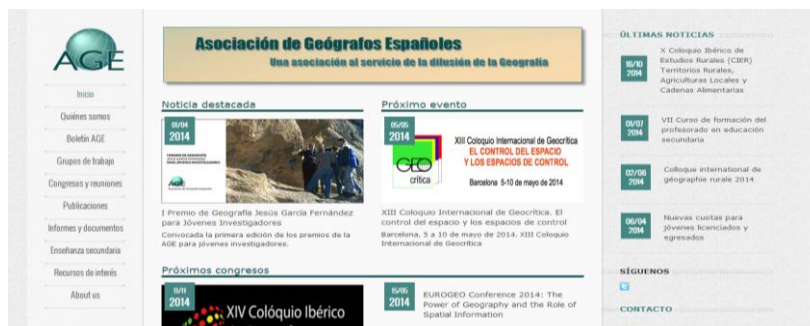 AGE
Inicio
Quiénes somos
Boletín AGE
Grupos de trabajo
Congresos y reuniones
Publicaciones
Informes y documentos
Enseñanza secundaria
Recursos de interés
About us
Asociación de Geógrafos Españoles
Una asociación al servicio de la difusión de la Geografía
Noticia destacada
01/04
2014
AGE
I Premio de Geografía Jesús García Fernández
para Jóvenes Investigadores
Convocada la primera edición de los premios de la
AGE para jóvenes investigadores.
Próximo evento
05/05
2014
GEO
crítica
XIII Coloquio Internacional de Geocrítica
EL CONTROL DEL ESPACIO
Y LOS ESPACIOS DE CONTROL
Barcelona 5-10 de mayo de 2014
XIII Coloquio Internacional de Geocrítica. El
control del espacio y los espacios de control
Barcelona, 5 a 10 de mayo de 2014. XIII Coloquio
Internacional de Geocrítica
Próximos congresos
11/11
2014
XIV Colóquio Ibérico
15/05
2014
EUROGEO Conference 2014: The
Power of Geography and the Role of
Spatial Information
ÚLTIMAS NOTICIAS
16/10
2014
X Coloquio Ibérico de
Estudios Rurales (CIER)
Territorios Rurales,
Agriculturas Locales y
Cadenas Alimentarias
01/07
2014
VII Curso de formación del
profesorado en educación
secundaria
02/06
2014
Colloque international de
géographie rurale 2014
06/04
2014
Nuevas cuotas para
jóvenes licenciados y
egresados
SÍGUENOS
CONTACTO